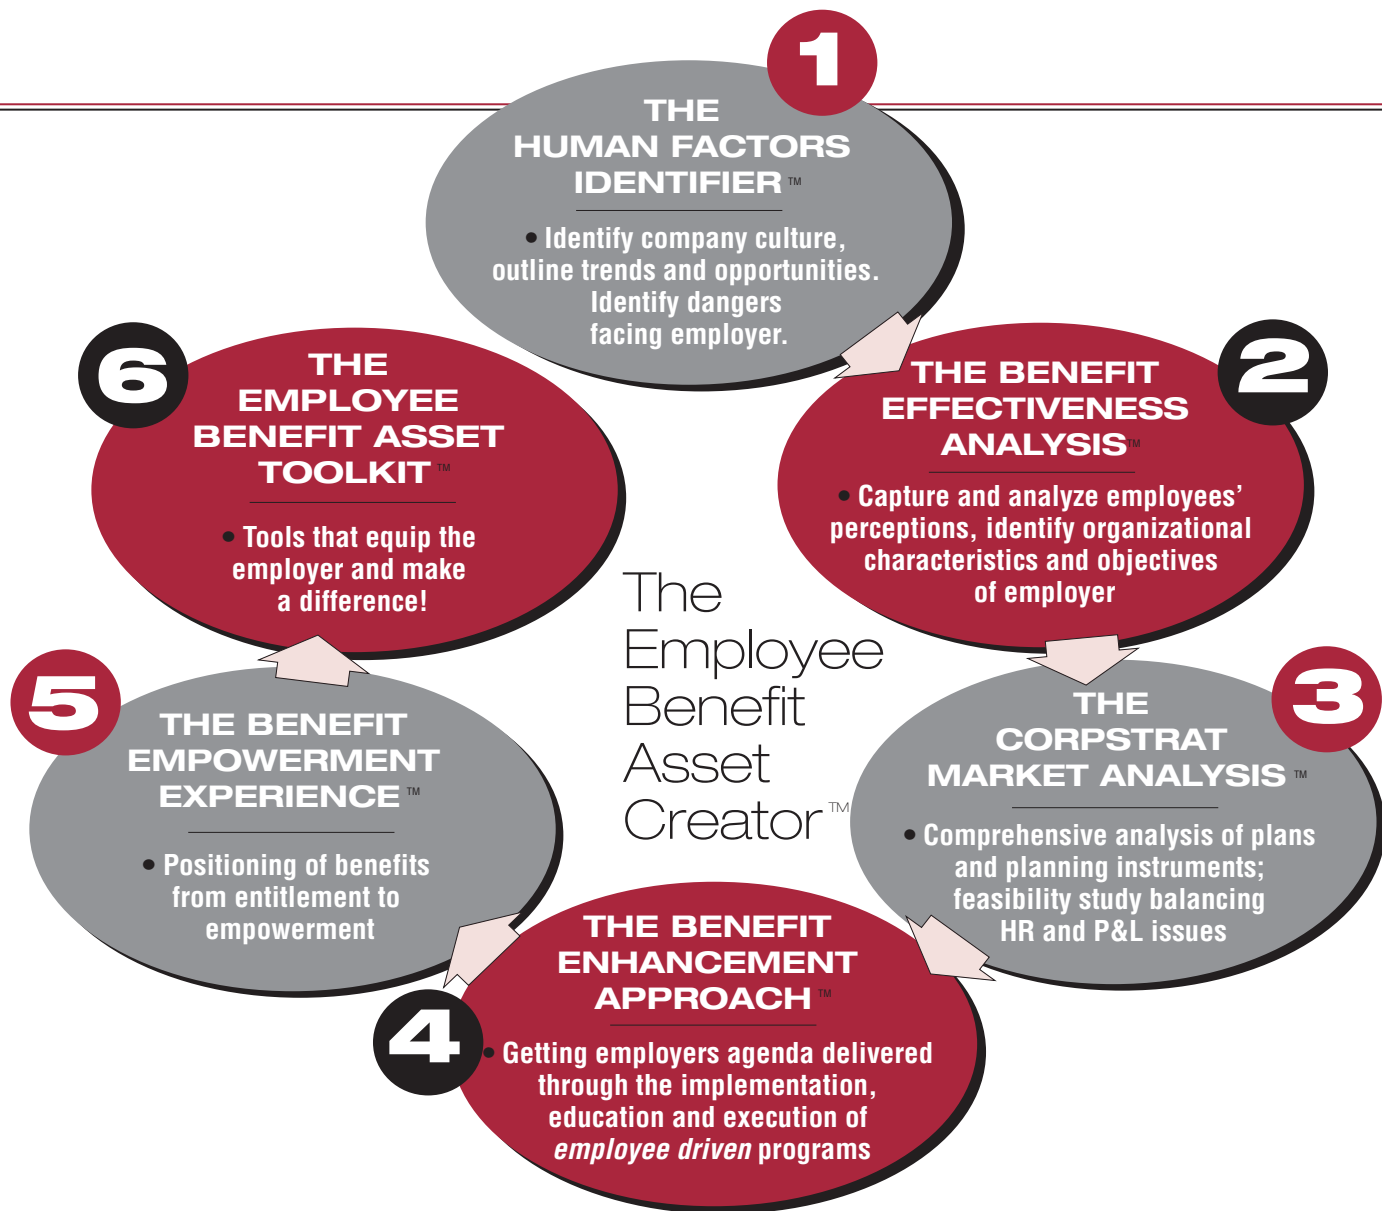 1
THE
HUMAN FACTORS
IDENTIFIER™
• Identify company culture,
outline trends and opportunities.
Identify dangers
facing employer.
2
THE BENEFIT
EFFECTIVENESS
ANALYSIS™
• Capture and analyze employees’
perceptions, identify organizational
characteristics and objectives
of employer
3
THE
CORPSTRAT
MARKET ANALYSIS™
• Comprehensive analysis of plans
and planning instruments;
feasibility study balancing
HR and P&L issues
4
THE BENEFIT
ENHANCEMENT
APPROACH™
• Getting employers agenda delivered
through the implementation,
education and execution of
employee driven programs
5
THE BENEFIT
EMPOWERMENT
EXPERIENCE™
• Positioning of benefits
from entitlement to
empowerment
6
THE
EMPLOYEE
BENEFIT ASSET
TOOLKIT™
• Tools that equip the
employer and make
a difference!
The
Employee
Benefit
Asset
Creator™